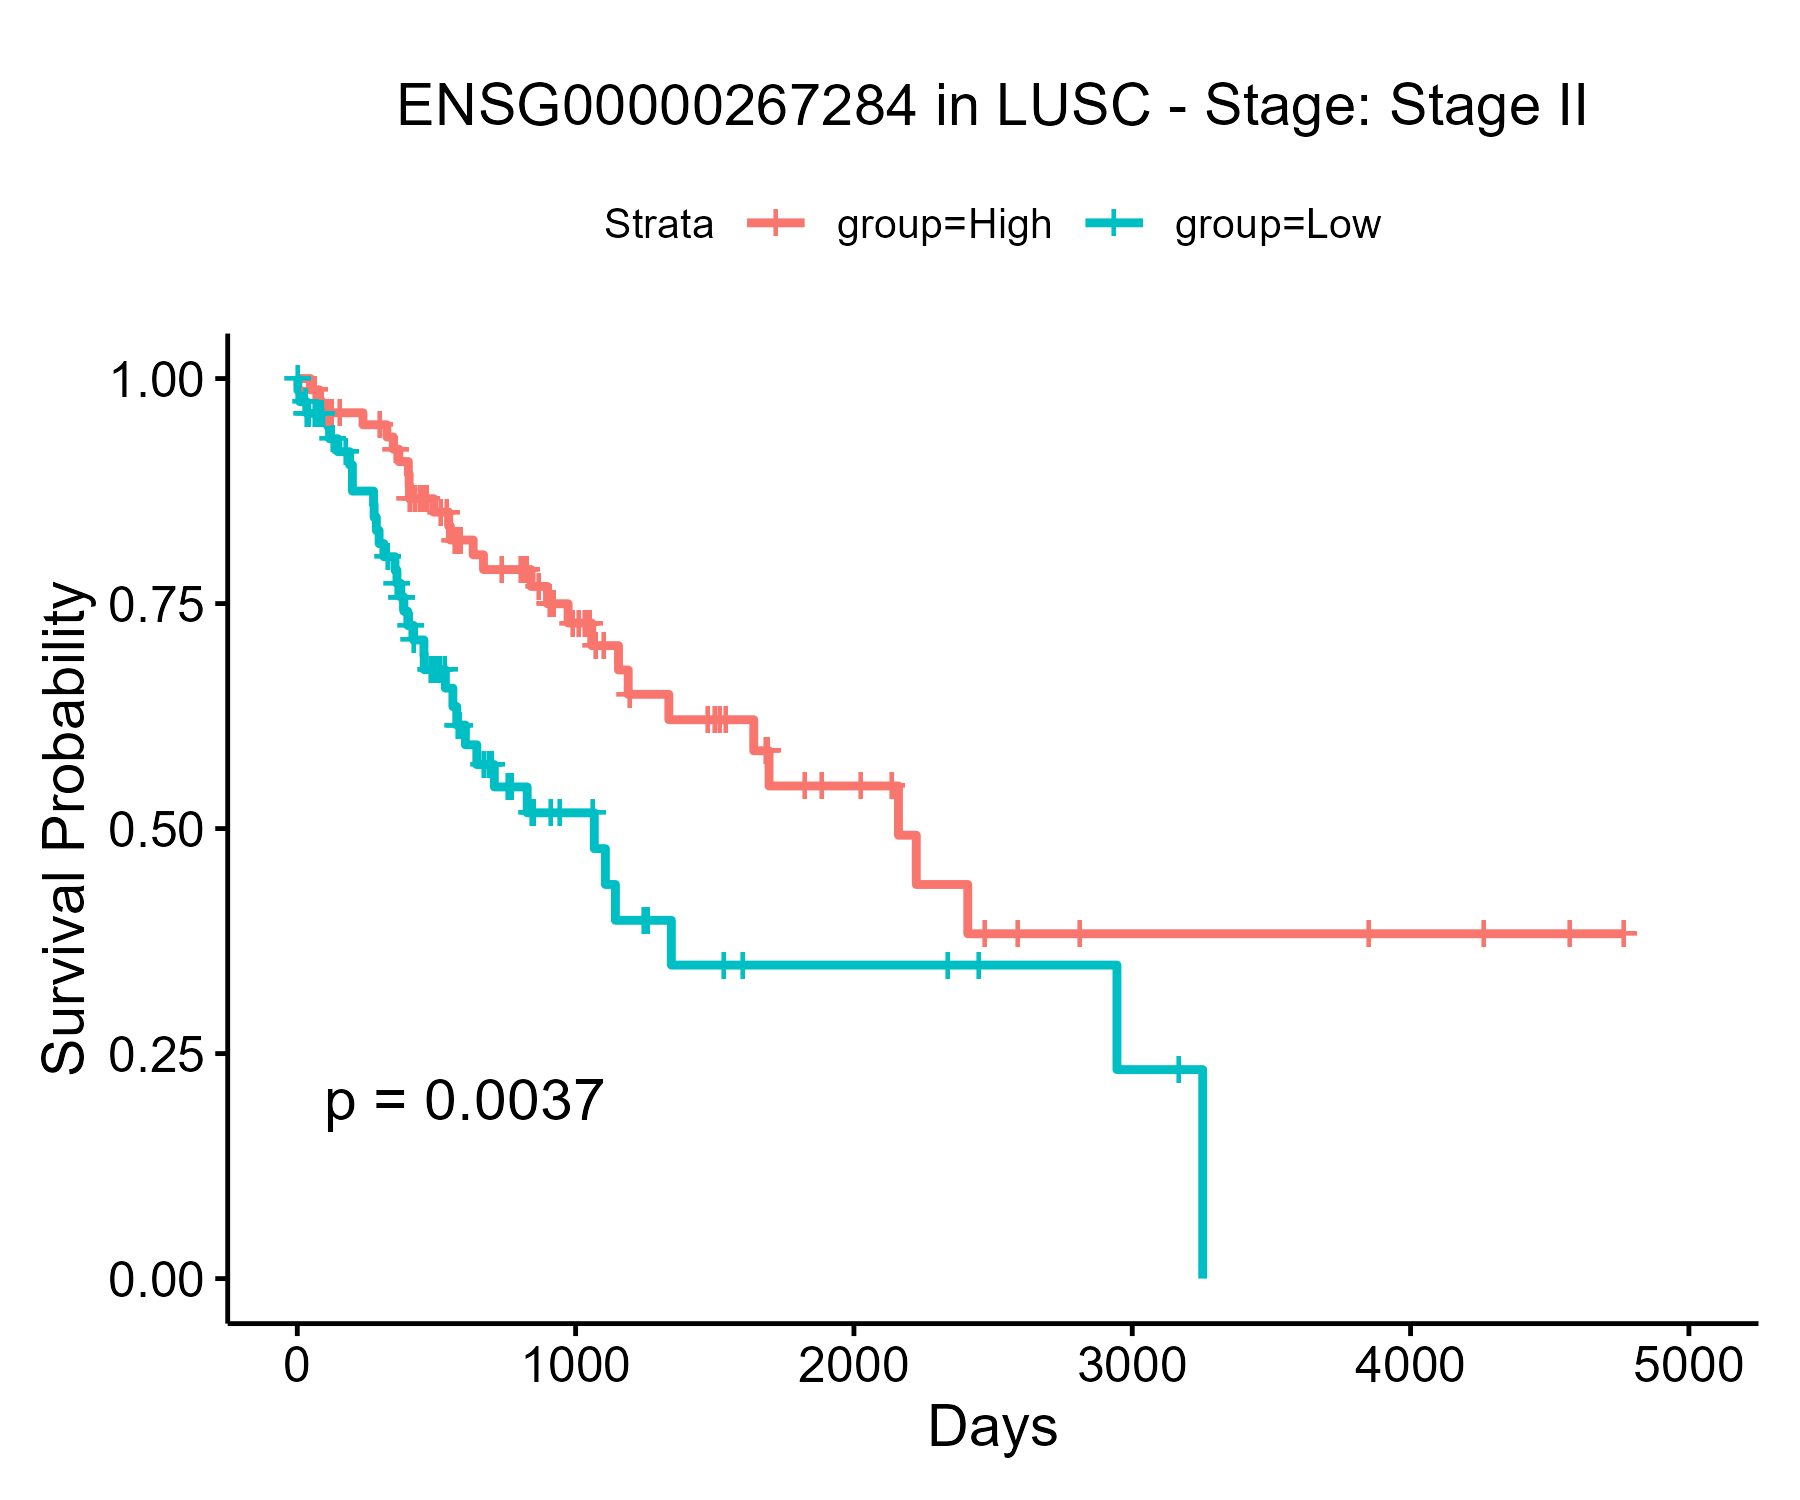 ENSG00000267284 in LUSC - Stage: Stage II
Strata group=High group=Low
Survival Probability
1.00
0.75
0.50
0.25
0.00
p = 0.0037
0 1000 2000 3000 4000 5000
Days